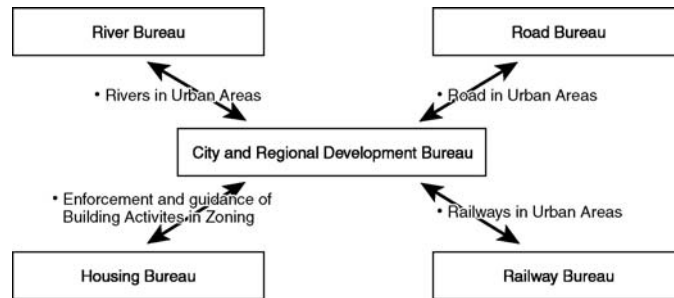 River Bureau
Road Bureau
• Rivers in Urban Areas
• Road in Urban Areas
City and Regional Development Bureau
• Enforcement and guidance of
Building Activites in Zoning
• Railways in Urban Areas
Housing Bureau
Railway Bureau